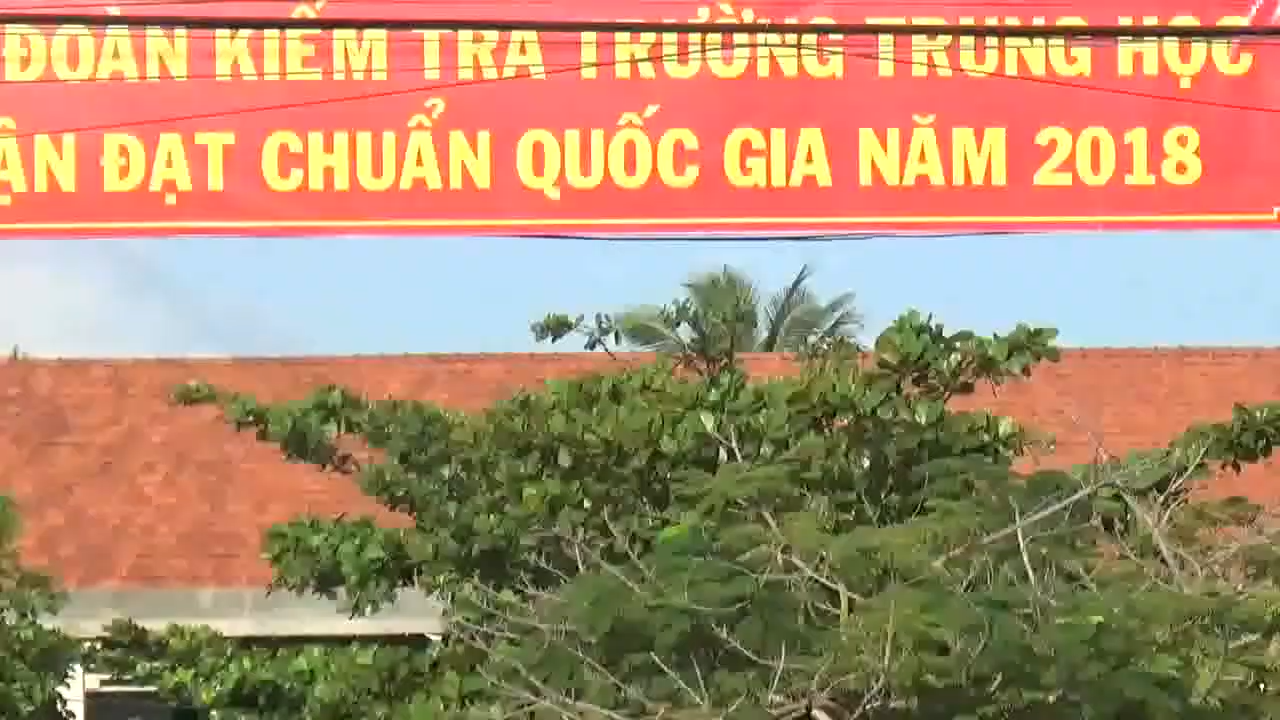 ĐOÀN KIỂM TRA TRƯỜNG TRUNG HỌC
ĐẠT CHUẨN QUỐC GIA NĂM 2018